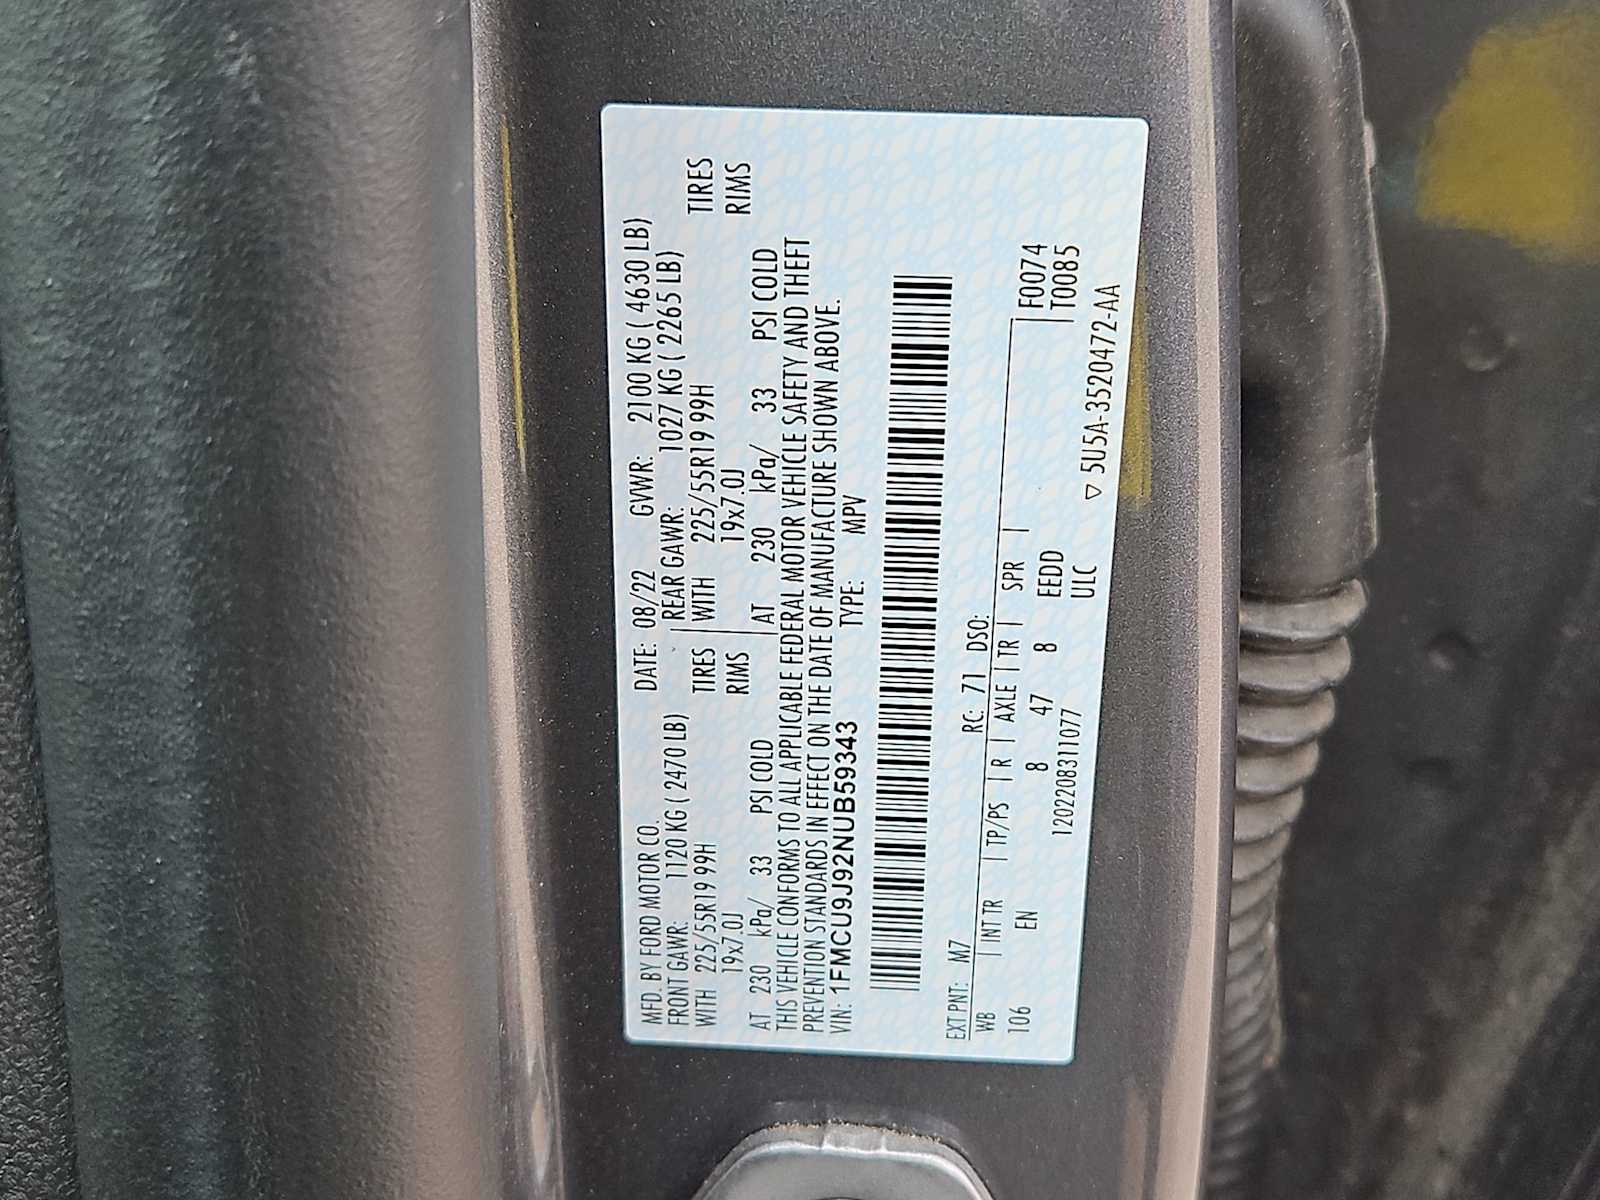 MFD. BY FORD MOTOR CO. DATE: 08/22 GVWR: 2100 KG ( 4630 LB)
FRONT GAWR: 1120 KG ( 2470 LB) REAR GAWR: 1027 KG ( 2265 LB)
WITH 225/55R19 99H TIRES WITH 225/55R19 99H TIRES
19x7.0J RIMS 19x7.0J RIMS
AT 230 kPa/ 33 PSI COLD AT 230 kPa/ 33 PSI COLD
THIS VEHICLE CONFORMS TO ALL APPLICABLE FEDERAL MOTOR VEHICLE SAFETY AND THEFT
PREVENTION STANDARDS IN EFFECT ON THE DATE OF MANUFACTURE SHOWN ABOVE.
VIN: 1FMCU9J92NUB59343 TYPE: MPV
EXT PNT: M7 RC: 71 DSO:
WB | INT TR | TP/PS | R | AXLE | TR | SPR | F0074
106 EN 8 47 8 EEDD T0085
1202208311077 ULC ▽ 5U5A-3520472-AA